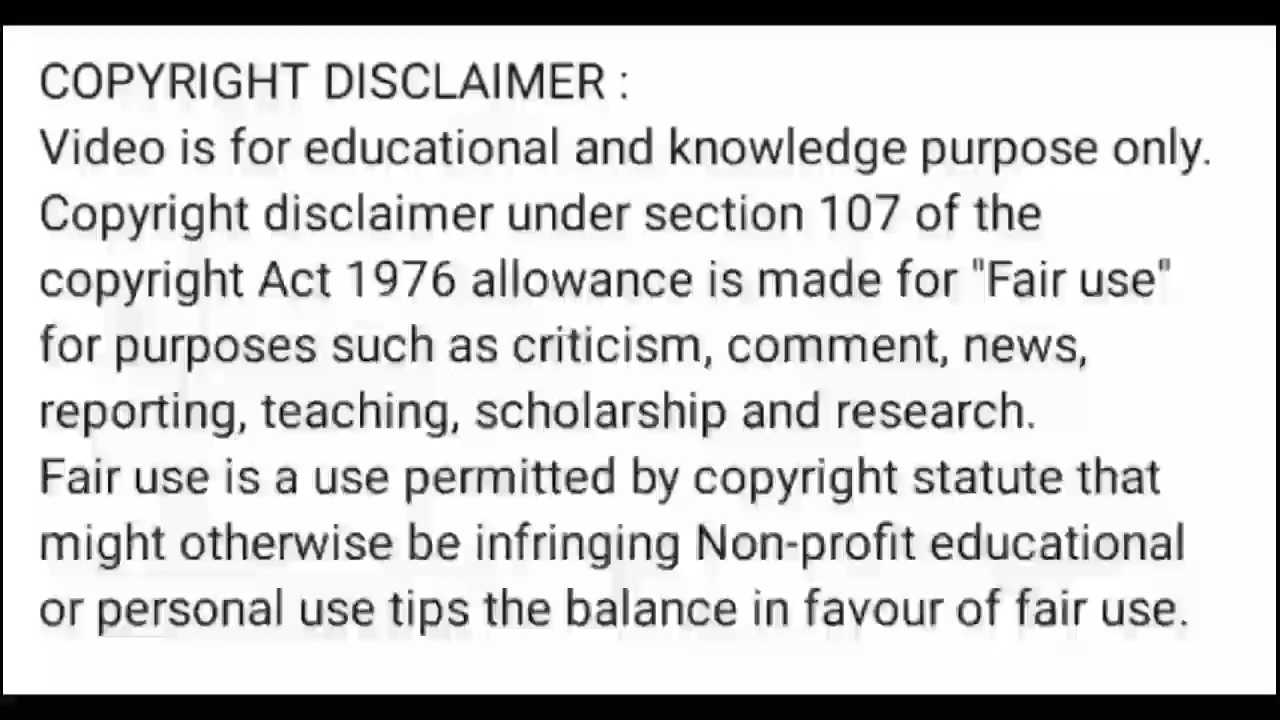 COPYRIGHT DISCLAIMER :
Video is for educational and knowledge purpose only.
Copyright disclaimer under section 107 of the
copyright Act 1976 allowance is made for "Fair use"
for purposes such as criticism, comment, news,
reporting, teaching, scholarship and research.
Fair use is a use permitted by copyright statute that
might otherwise be infringing Non-profit educational
or personal use tips the balance in favour of fair use.